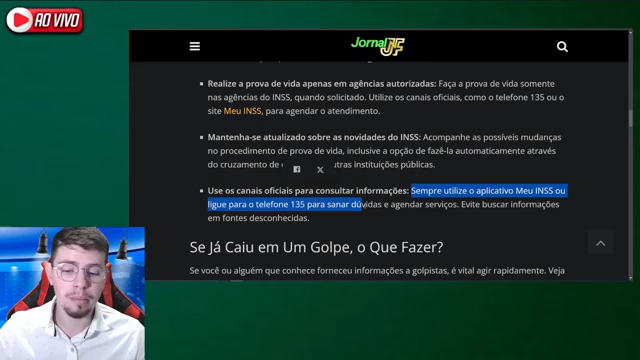 AO VIVO
Jornal JF
Realize a prova de vida apenas em agências autorizadas: Faça a prova de vida somente
nas agências do INSS, quando solicitado. Utilize os canais oficiais, como o telefone 135 ou o
site Meu INSS, para agendar o atendimento.
Mantenha-se atualizado sobre as novidades do INSS: Acompanhe as possíveis mudanças
no procedimento de prova de vida, inclusive a opção de fazê-la automaticamente através
do cruzamento de utras instituições públicas.
Use os canais oficiais para consultar informações: Sempre utilize o aplicativo Meu INSS ou
ligue para o telefone 135 para sanar dúvidas e agendar serviços. Evite buscar informações
em fontes desconhecidas.
Se Já Caiu em Um Golpe, o Que Fazer?
Se você ou alguém que conhece forneceu informações a golpistas, é vital agir rapidamente. Veja